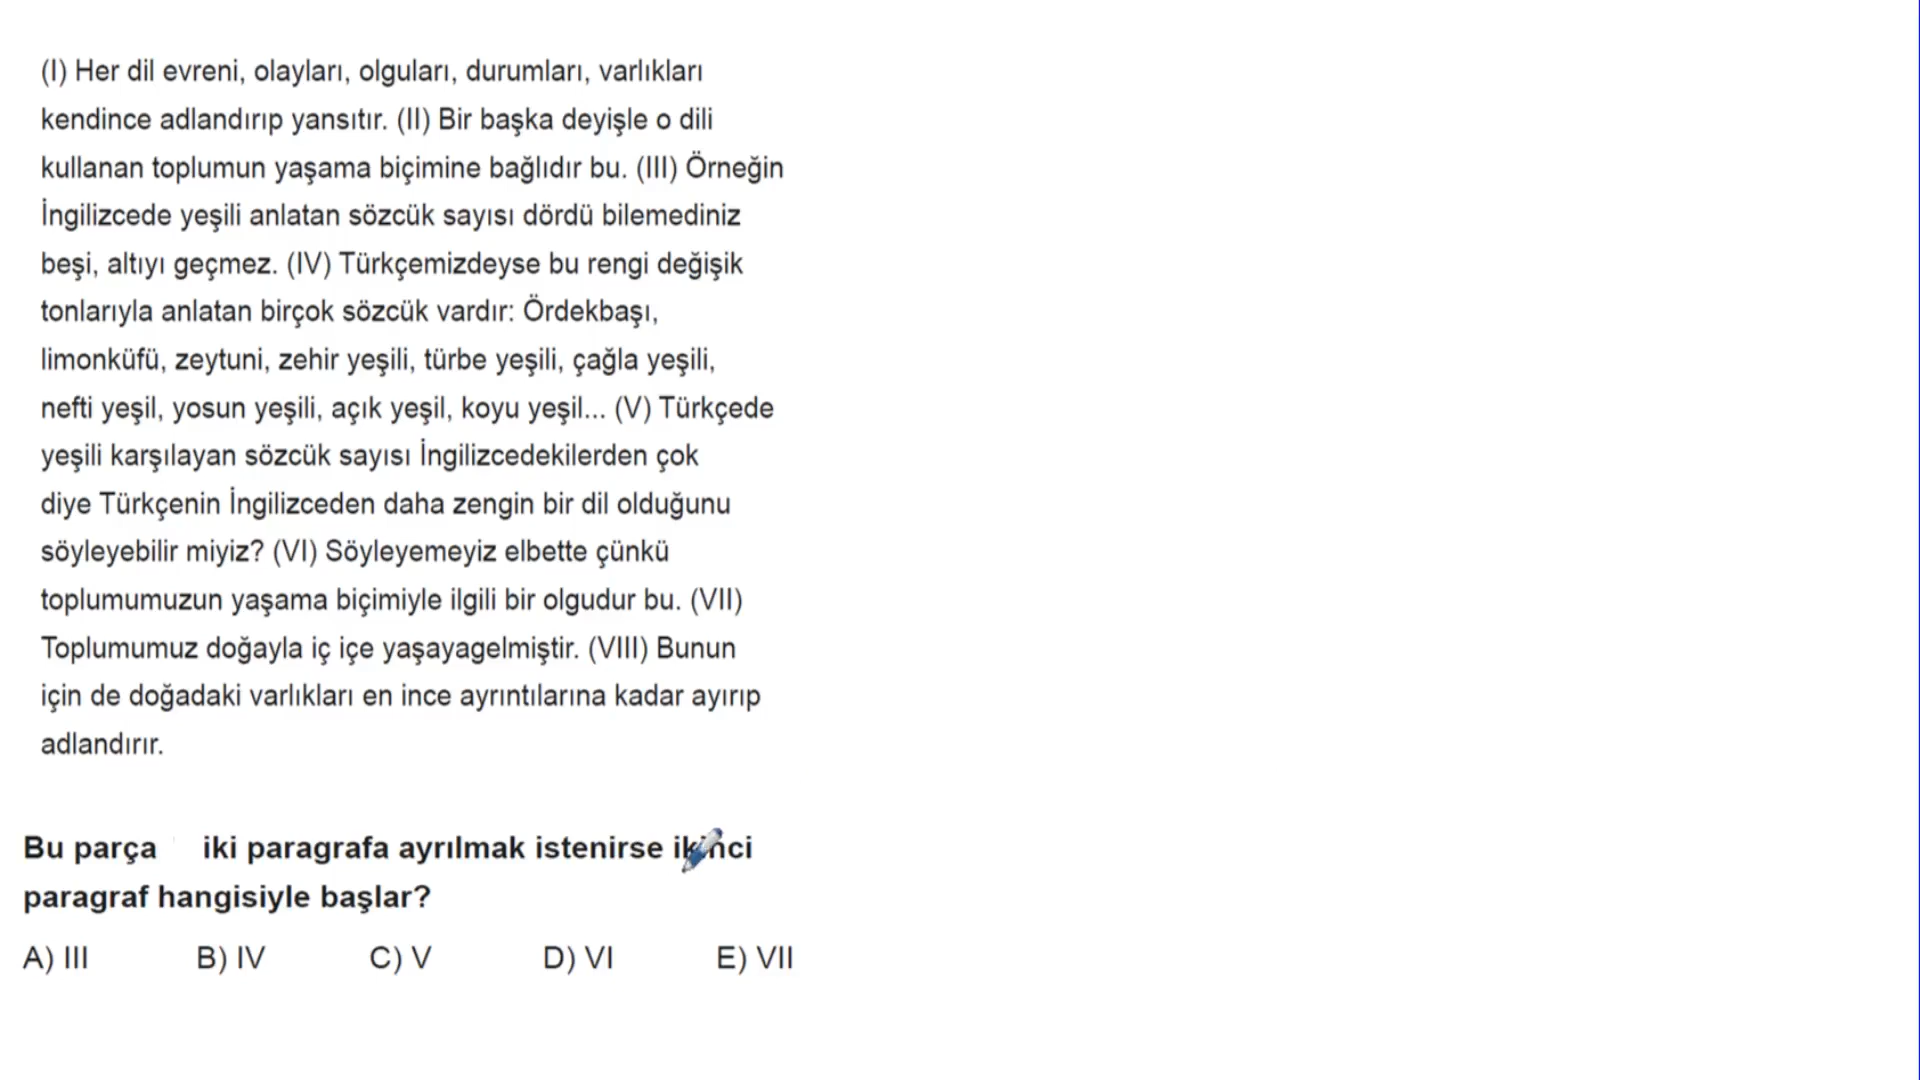 (I) Her dil evreni, olayları, olguları, durumları, varlıkları
kendince adlandırıp yansıtır. (II) Bir başka deyişle o dili
kullanan toplumun yaşama biçimine bağlıdır bu. (III) Örneğin
İngilizcede yeşili anlatan sözcük sayısı dördü bilemediniz
beşi, altıyı geçmez. (IV) Türkçemizdeyse bu rengi değişik
tonlarıyla anlatan birçok sözcük vardır: Ördekbaşı,
limonküfü, zeytuni, zehir yeşili, türbe yeşili, çağla yeşili,
nefti yeşil, yosun yeşili, açık yeşil, koyu yeşil... (V) Türkçede
yeşili karşılayan sözcük sayısı İngilizcedekilerden çok
diye Türkçenin İngilizceden daha zengin bir dil olduğunu
söyleyebilir miyiz? (VI) Söyleyemeyiz elbette çünkü
toplumumuzun yaşama biçimiyle ilgili bir olgudur bu. (VII)
Toplumumuz doğayla iç içe yaşayagelmiştir. (VIII) Bunun
için de doğadaki varlıkları en ince ayrıntılarına kadar ayırıp
adlandırır.
Bu parça iki paragrafa ayrılmak istenirse ikinci
paragraf hangisiyle başlar?
A) III B) IV C) V D) VI E) VII